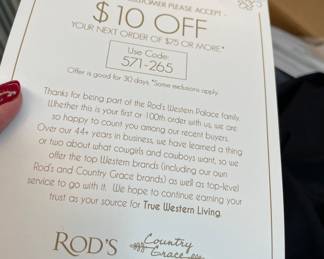 CUSTOMER PLEASE ACCEPT -
$10 OFF
YOUR NEXT ORDER OF $75 OR MORE.*
Use Code:
571-265
Offer is good for 30 days. *Some exclusions apply.
Thanks for being part of the Rod's Western Palace family.
Whether this is your first or 100th order with us, we are
so happy to count you among our recent buyers.
Over our 44+ years in business, we have learned a thing
or two about what cowgirls and cowboys want, so we
offer the top Western brands (including our own
Rod's and Country Grace brands) as well as top-level
service to go with it. We hope to continue earning your
trust as your source for True Western Living.
ROD'S
Country
Grace